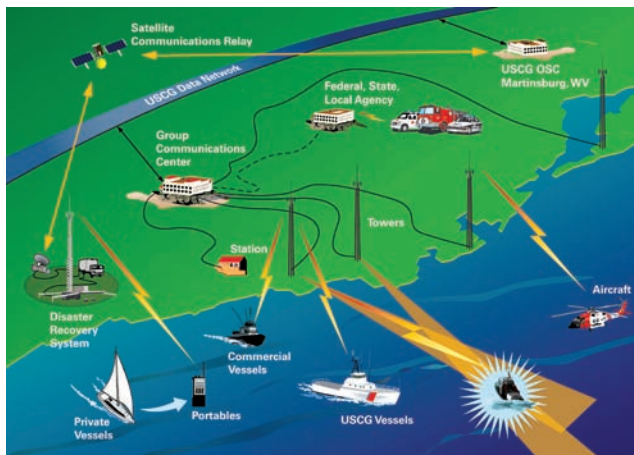 Satellite
Communications Relay
USCG Data Network
USCG OSC
Martinsburg, WV
Federal, State,
Local Agency
Group
Communications
Center
Towers
Station
Aircraft
Disaster
Recovery
System
Commercial
Vessels
Private
Vessels
Portables
USCG Vessels